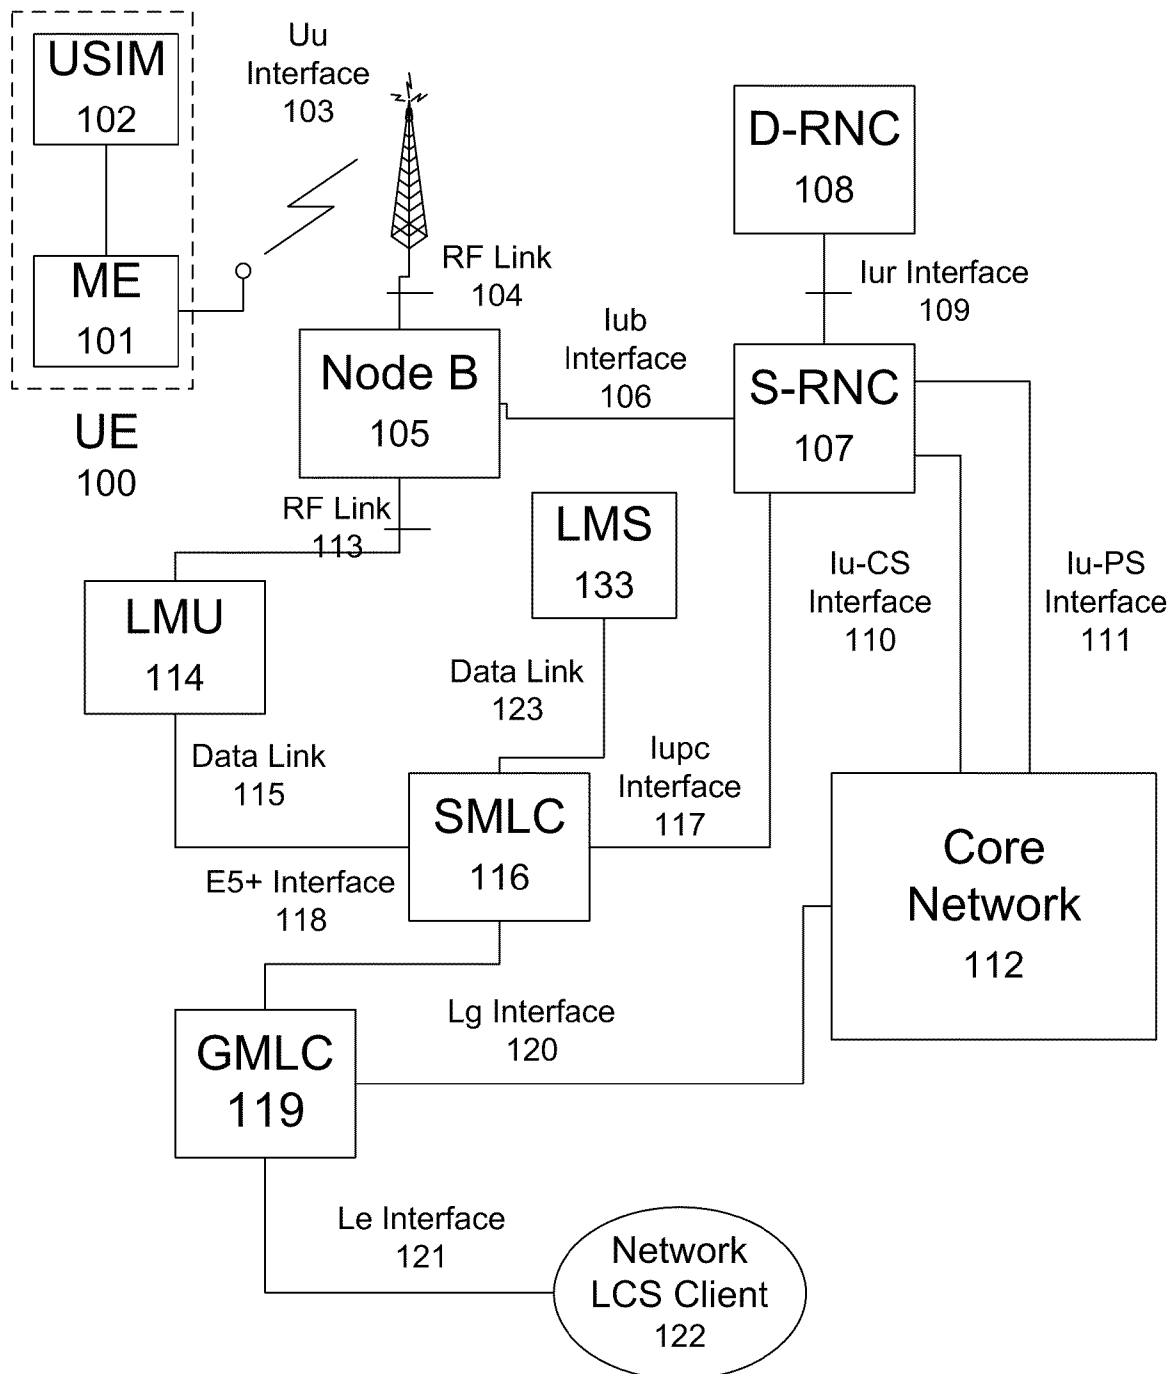 USIM
102
ME
101
UE
100
Uu
Interface
103
RF Link
104
Node B
105
Iub
Interface
106
D-RNC
108
Iur Interface
109
S-RNC
107
RF Link
113
LMS
133
LMU
114
Data Link
123
Iu-CS
Interface
110
Iu-PS
Interface
111
Data Link
115
Iupc
Interface
117
SMLC
116
E5+ Interface
118
Core
Network
112
GMLC
119
Lg Interface
120
Le Interface
121
Network
LCS Client
122